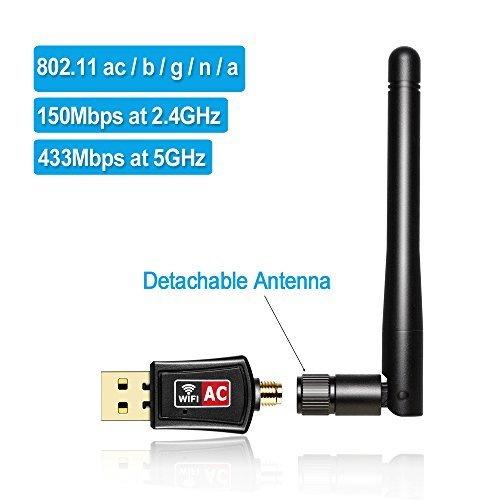 802.11 ac / b / g / n / a
150Mbps at 2.4GHz
433Mbps at 5GHz
Detachable Antenna
WiFi AC